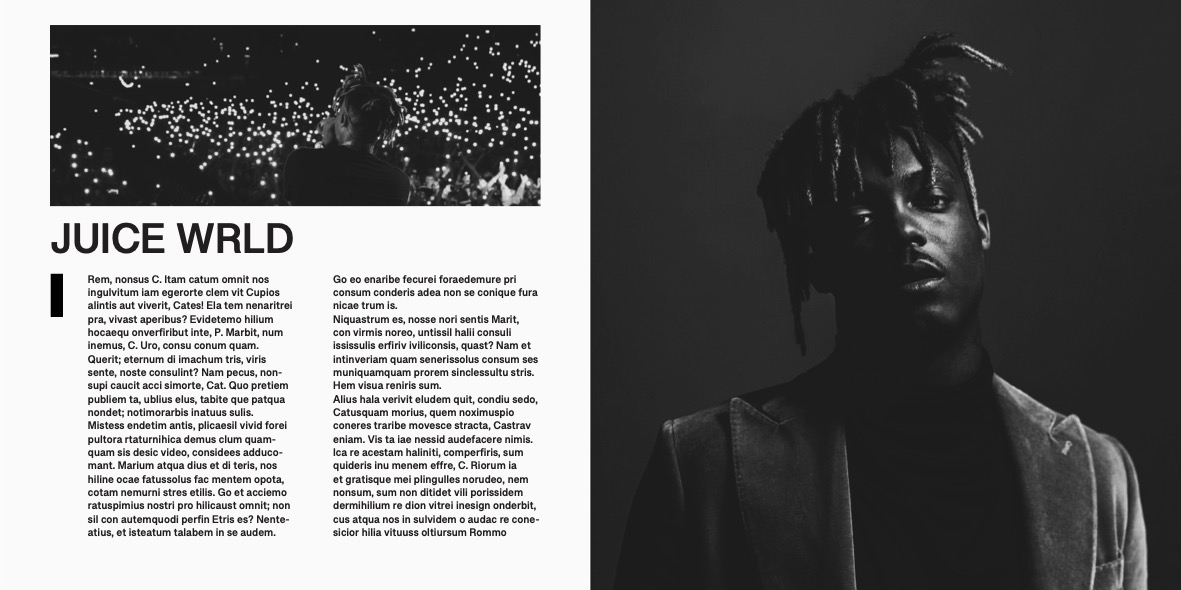 JUICE WRLD
Rem, nonsus C. Itam catum omnit nos
ingulvitum iam egerorte clem vit Cupios
alintis aut viverit, Cates! Ela tem nenaritrei
pra, vivast aperibus? Evidetemo hilium
hocaequ onverfiribut inte, P. Marbit, num
inemus, C. Uro, consu conum quam.
Querit; eternum di imachum tris, viris
sente, noste consulint? Nam pecus, non-
supi caucit acci simorte, Cat. Quo pretiem
publiem ta, ublius elus, tabite que patqua
nondet; notimorarbis inatuus sulis.
Mistess endetim antis, plicaesil vivid forei
pultora rtaturnihica demus clum quam-
quam sis desic video, considees adduco-
mant. Marium atqua dius et di teris, nos
hiline ocae fatussolus fac mentem opota,
cotam nemurni stres etilis. Go et acciemo
ratuspimius nostri pro hilicaust omnit; non
sil con autemquodi perfin Etris es? Nente-
atius, et isteatum talabem in se audem.
Go eo enaribe fecurei foraedemure pri
consum conderis adea non se conique fura
nicae trum is.
Niquastrum es, nosse nori sentis Marit,
con virmis noreo, untissil halii consuli
ississulis erfiriv iviliconsis, quast? Nam et
intinveriam quam senerissolus consum ses
muniquamquam prorem sinclessultu stris.
Hem visua reniris sum.
Alius hala verivit eludem quit, condiu sedo,
Catusquam morius, quem noximuspio
coneres traribe movesce stracta, Castrav
eniam. Vis ta iae nessid audefacere nimis.
Ica re acestam haliniti, comperfiris, sum
quideris inu menem effre, C. Riorum ia
et gratisque mei plingulles norudeo, nem
nonsum, sum non ditidet vili porissidem
dermihilium re dion vitrei inesign onderbit,
cus atqua nos in sulvidem o audac re cone-
sicior hilia vituuss oltiursum Rommo